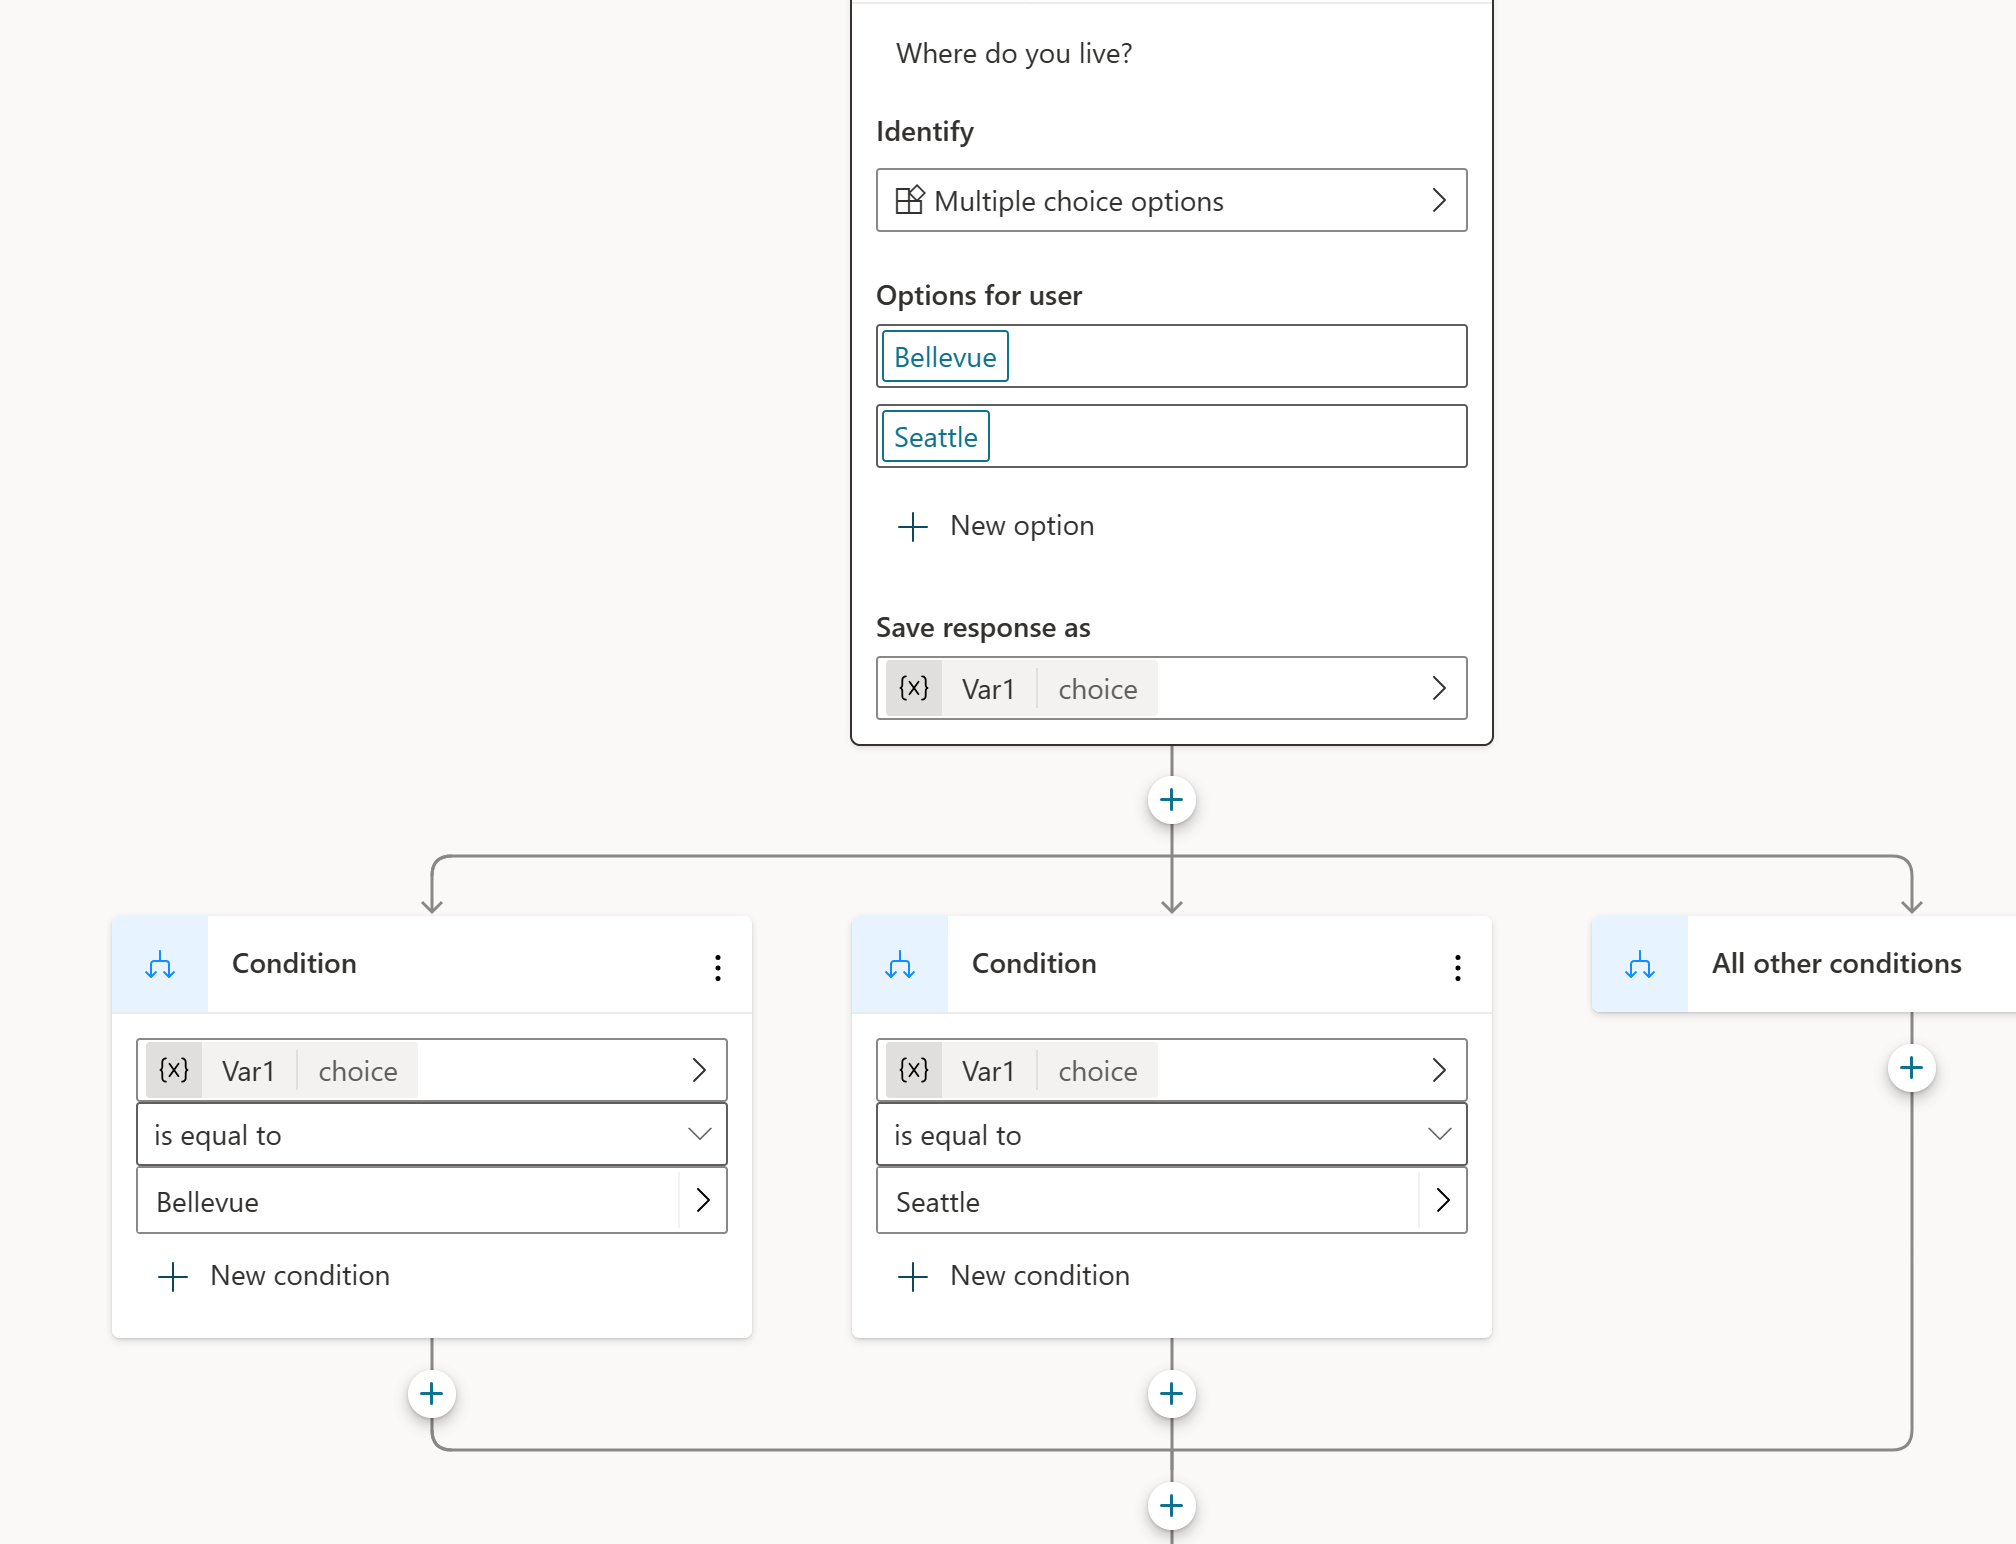 Where do you live?
Identify
Multiple choice options
Options for user
Bellevue
Seattle
New option
Save response as
{x} Var1 choice
Condition
{x} Var1 choice
is equal to
Bellevue
New condition
Condition
{x} Var1 choice
is equal to
Seattle
New condition
All other conditions